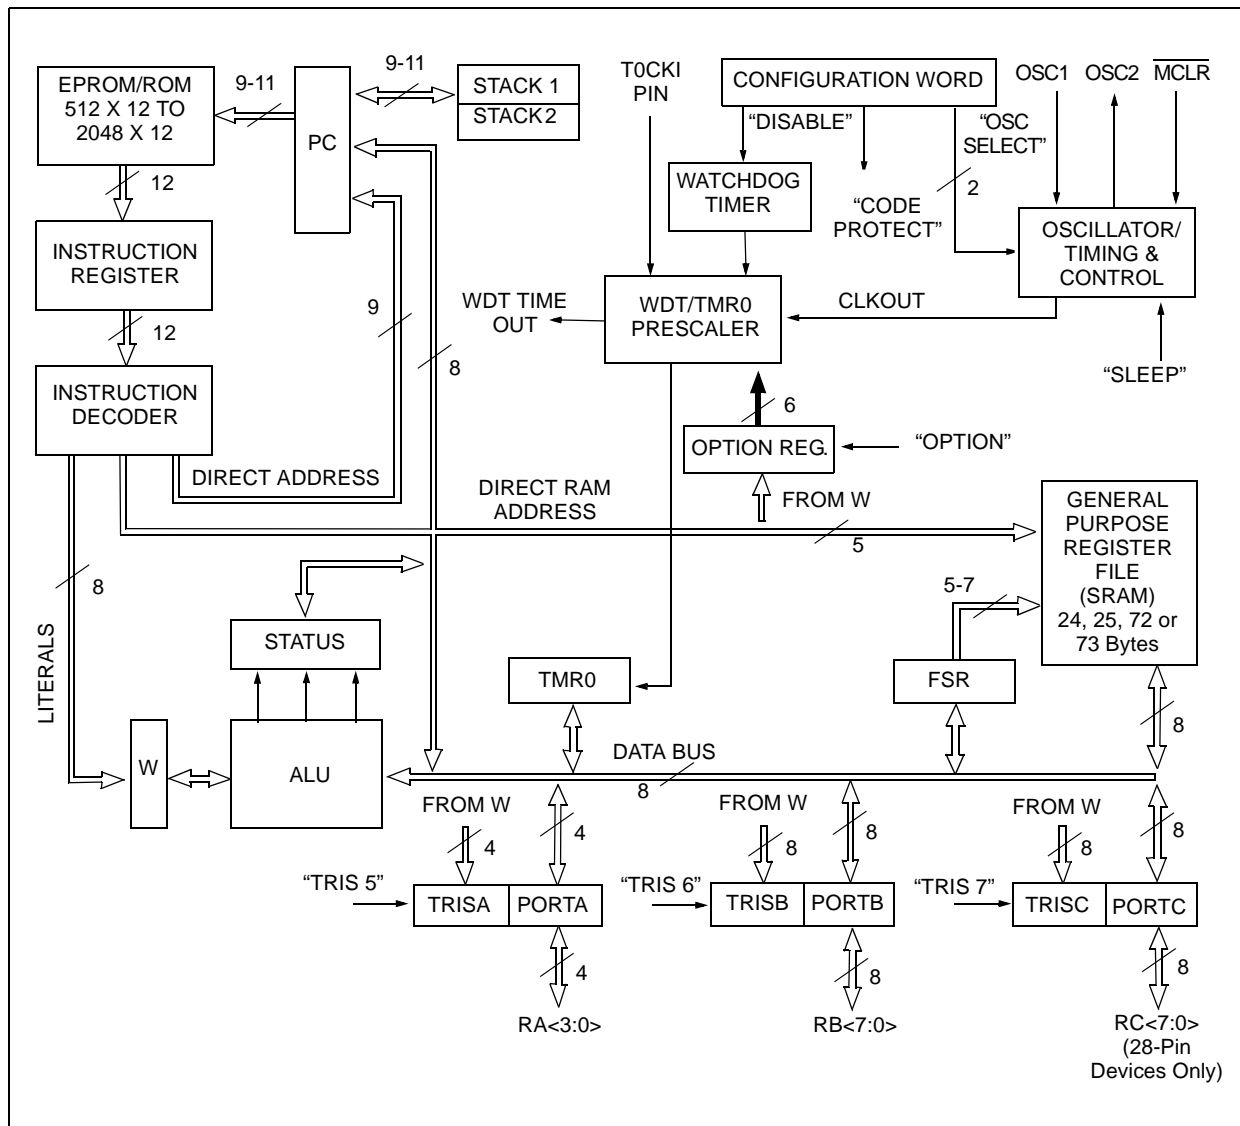 EPROM/ROM
512 X 12 TO
2048 X 12
9-11
PC
9-11
STACK 1
STACK 2
T0CKI
PIN
CONFIGURATION WORD
"DISABLE"
"OSC
SELECT"
2
"CODE
PROTECT"
OSC1
OSC2
MCLR
WATCHDOG
TIMER
OSCILLATOR/
TIMING &
CONTROL
12
INSTRUCTION
REGISTER
12
9
8
WDT TIME
OUT
WDT/TMR0
PRESCALER
CLKOUT
"SLEEP"
INSTRUCTION
DECODER
6
OPTION REG.
"OPTION"
DIRECT ADDRESS
DIRECT RAM
ADDRESS
FROM W
5
GENERAL
PURPOSE
REGISTER
FILE
(SRAM)
24, 25, 72 or
73 Bytes
8
LITERALS
STATUS
5-7
TMR0
FSR
8
W
ALU
DATA BUS
8
FROM W
4
4
FROM W
8
8
FROM W
8
8
"TRIS 5"
TRISA
PORTA
"TRIS 6"
TRISB
PORTB
"TRIS 7"
TRISC
PORTC
4
8
8
RA<3:0>
RB<7:0>
RC<7:0>
(28-Pin
Devices Only)